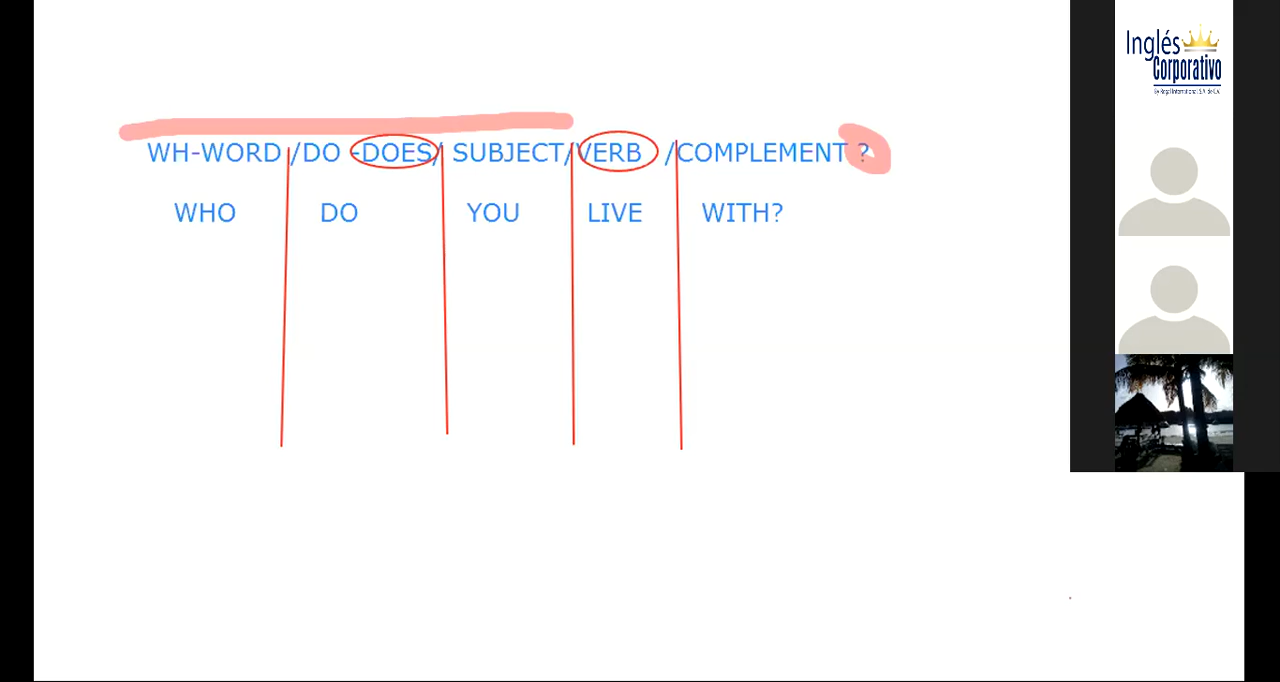 WH-WORD /DO -DOES/ SUBJECT/VERB /COMPLEMENT ?
WHO DO YOU LIVE WITH?
Inglés
Corporativo